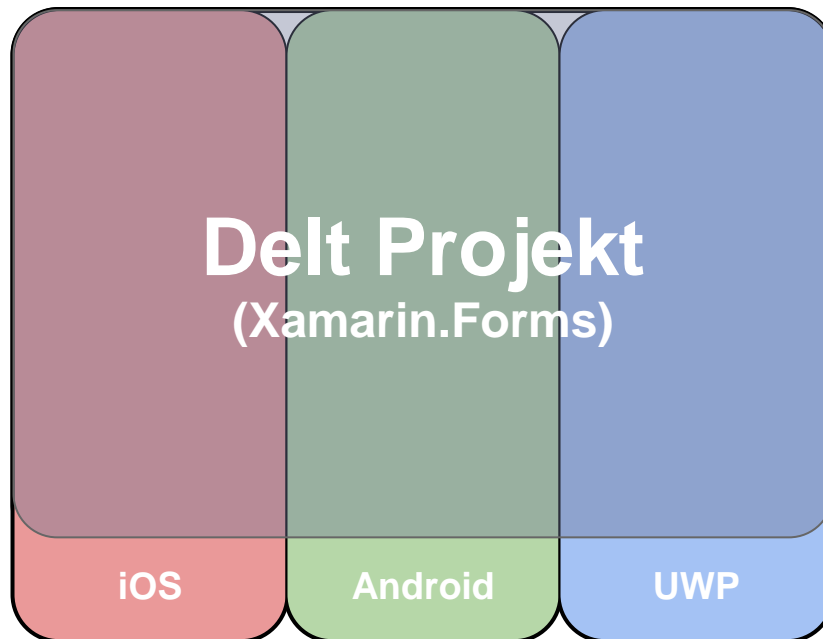 Delt Projekt
(Xamarin.Forms)
iOS
Android
UWP